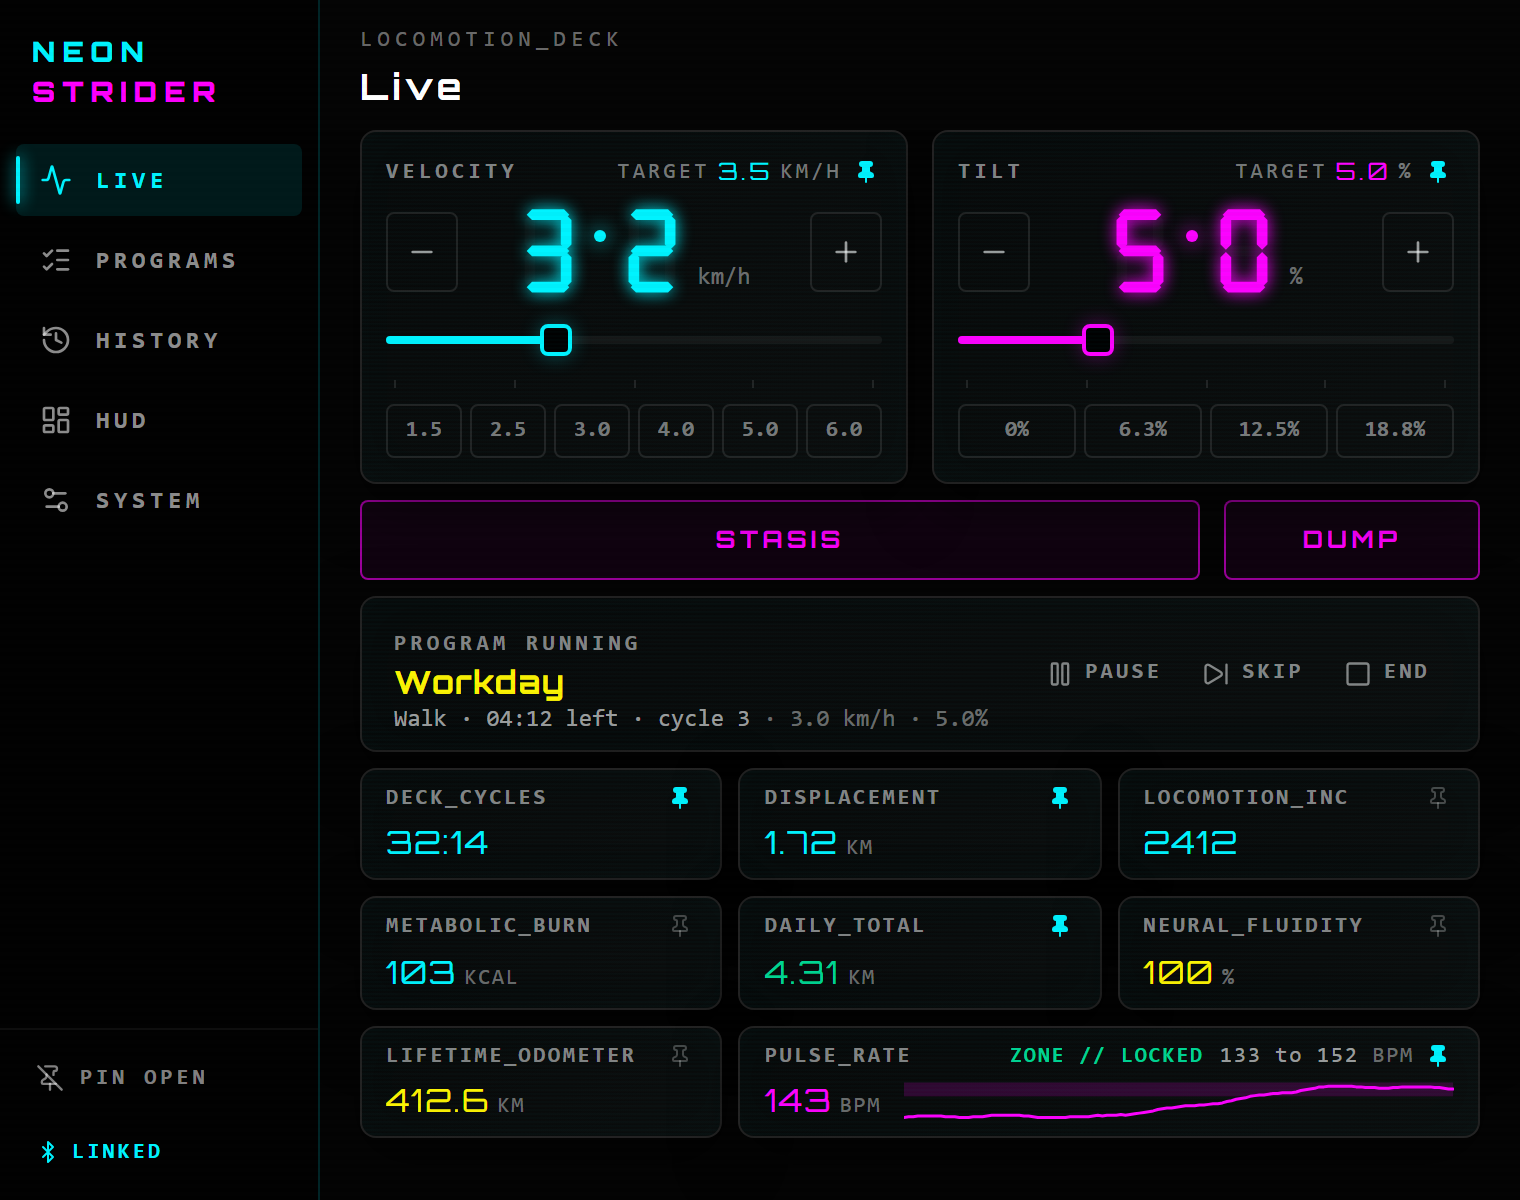 NEON
STRIDER
LIVE
PROGRAMS
HISTORY
HUD
SYSTEM
PIN OPEN
LINKED
LOCOMOTION_DECK
Live
VELOCITY TARGET 3.5 KM/H
3.2 km/h
1.5 2.5 3.0 4.0 5.0 6.0
TILT TARGET 5.0 %
5.0 %
0% 6.3% 12.5% 18.8%
STASIS DUMP
PROGRAM RUNNING
Workday
Walk · 04:12 left · cycle 3 · 3.0 km/h · 5.0%
PAUSE SKIP END
DECK_CYCLES
32:14
DISPLACEMENT
1.72 KM
LOCOMOTION_INC
2412
METABOLIC_BURN
103 KCAL
DAILY_TOTAL
4.31 KM
NEURAL_FLUIDITY
100 %
LIFETIME_ODOMETER
412.6 KM
PULSE_RATE ZONE // LOCKED 133 to 152 BPM
143 BPM